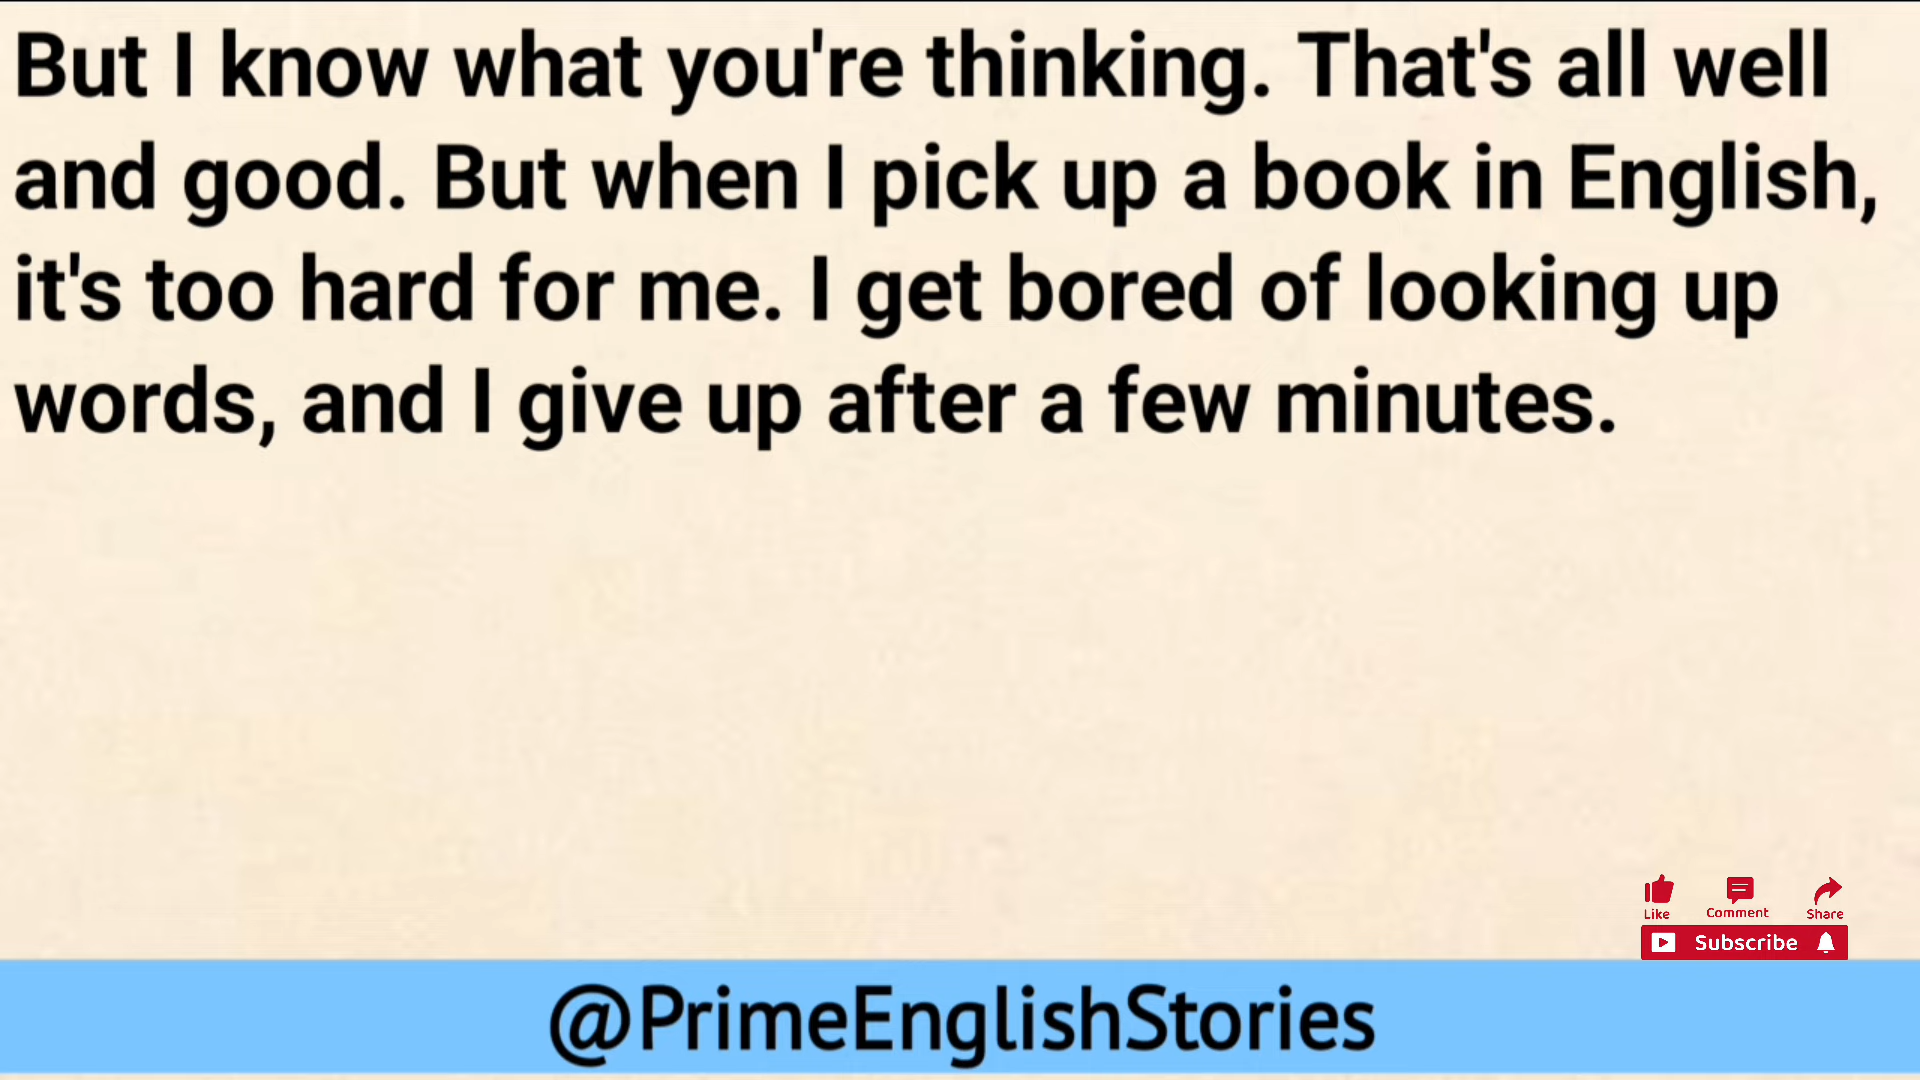 But I know what you're thinking. That's all well
and good. But when I pick up a book in English,
it's too hard for me. I get bored of looking up
words, and I give up after a few minutes.
Like Comment Share
Subscribe
@PrimeEnglishStories